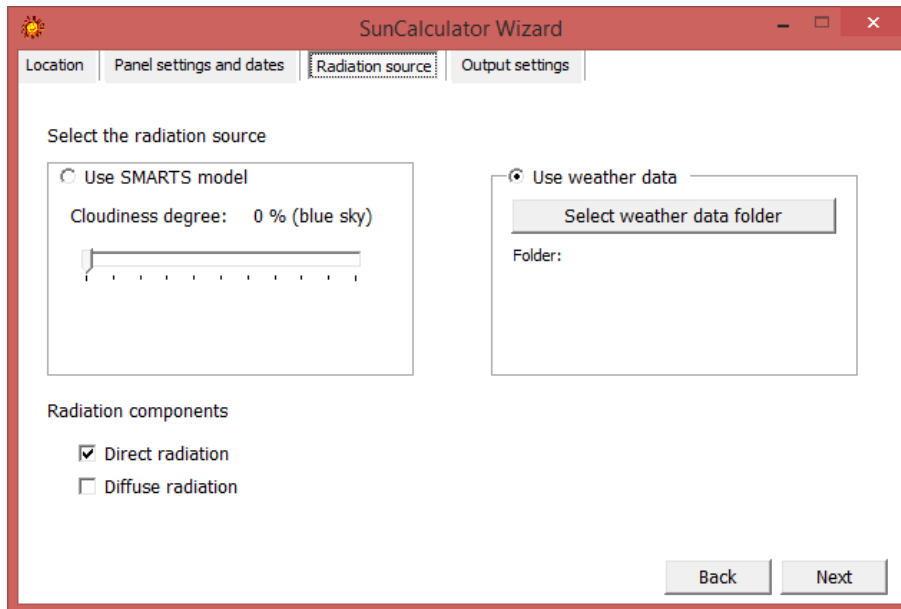 SunCalculator Wizard
Location Panel settings and dates Radiation source Output settings
Select the radiation source
Use SMARTS model
Cloudiness degree: 0 % (blue sky)
Use weather data
Select weather data folder
Folder:
Radiation components
Direct radiation
Diffuse radiation
Back Next